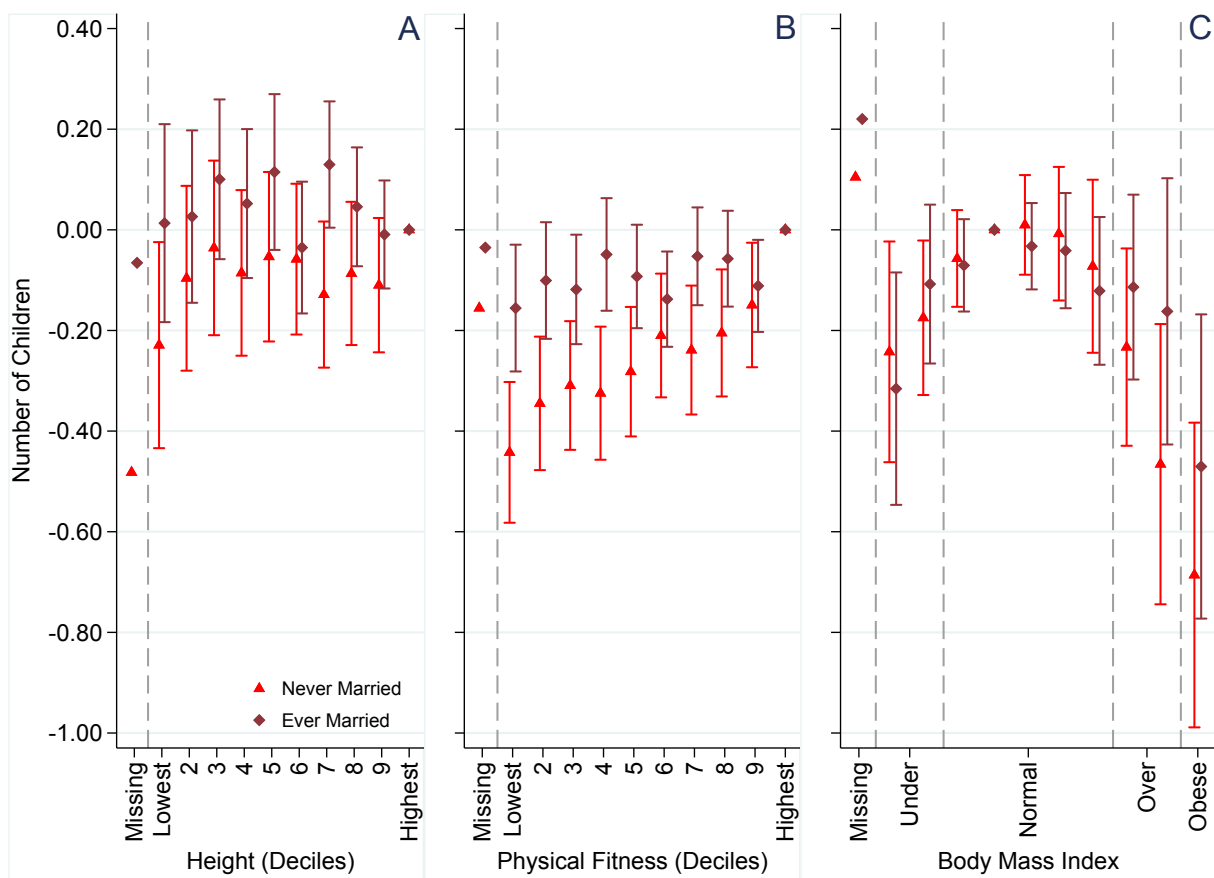 A
B
C
Number of Children
0.40
0.20
0.00
-0.20
-0.40
-0.60
-0.80
-1.00
Never Married
Ever Married
Missing
Lowest
2
3
4
5
6
7
8
9
Highest
Height (Deciles)
Missing
Lowest
2
3
4
5
6
7
8
9
Highest
Physical Fitness (Deciles)
Missing
Under
Normal
Over
Obese
Body Mass Index